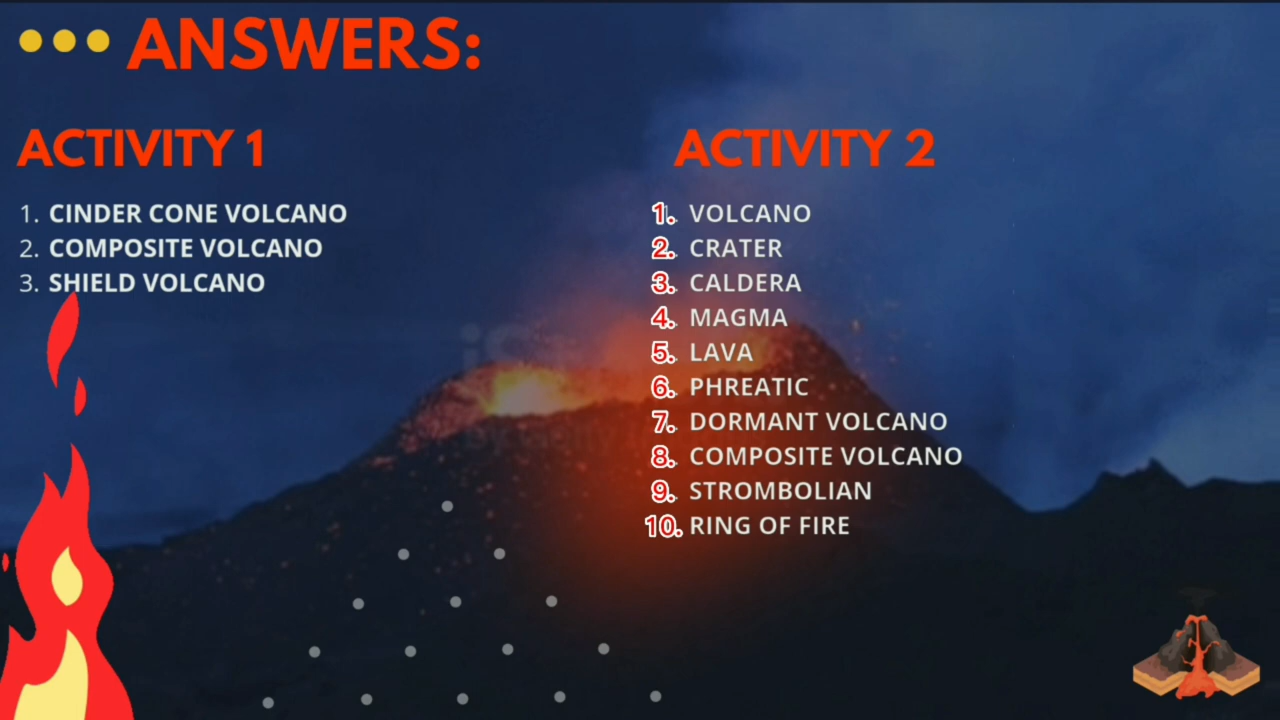 ANSWERS:
ACTIVITY 1
1. CINDER CONE VOLCANO
2. COMPOSITE VOLCANO
3. SHIELD VOLCANO
ACTIVITY 2
1. VOLCANO
2. CRATER
3. CALDERA
4. MAGMA
5. LAVA
6. PHREATIC
7. DORMANT VOLCANO
8. COMPOSITE VOLCANO
9. STROMBOLIAN
10. RING OF FIRE